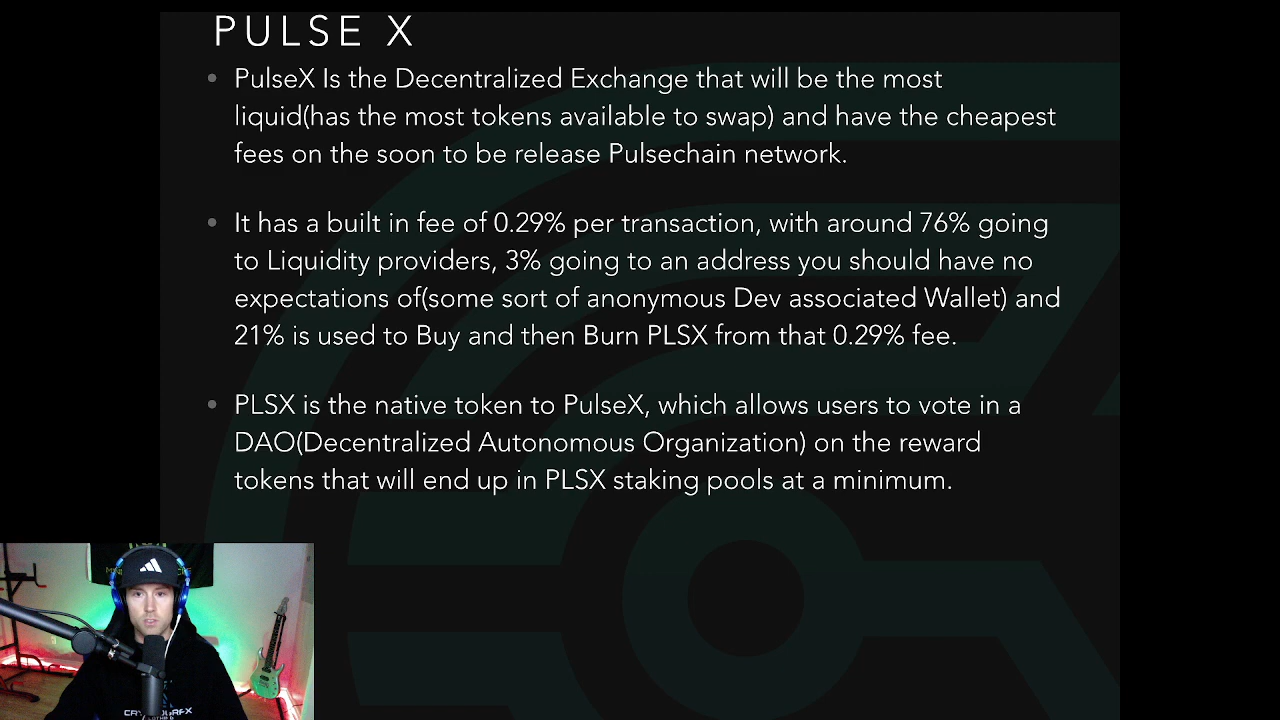 PULSE X
PulseX Is the Decentralized Exchange that will be the most
liquid(has the most tokens available to swap) and have the cheapest
fees on the soon to be release Pulsechain network.
It has a built in fee of 0.29% per transaction, with around 76% going
to Liquidity providers, 3% going to an address you should have no
expectations of(some sort of anonymous Dev associated Wallet) and
21% is used to Buy and then Burn PLSX from that 0.29% fee.
PLSX is the native token to PulseX, which allows users to vote in a
DAO(Decentralized Autonomous Organization) on the reward
tokens that will end up in PLSX staking pools at a minimum.